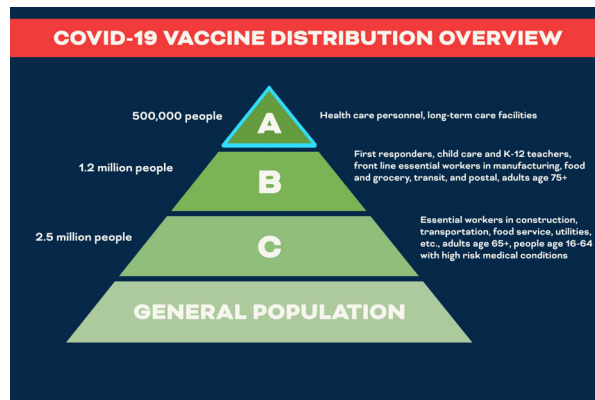 COVID-19 VACCINE DISTRIBUTION OVERVIEW
500,000 people
A
Health care personnel, long-term care facilities
1.2 million people
B
First responders, child care and K-12 teachers,
front line essential workers in manufacturing, food
and grocery, transit, and postal, adults age 75+
2.5 million people
C
Essential workers in construction,
transportation, food service, utilities,
etc., adults age 65+, people age 16-64
with high risk medical conditions
GENERAL POPULATION